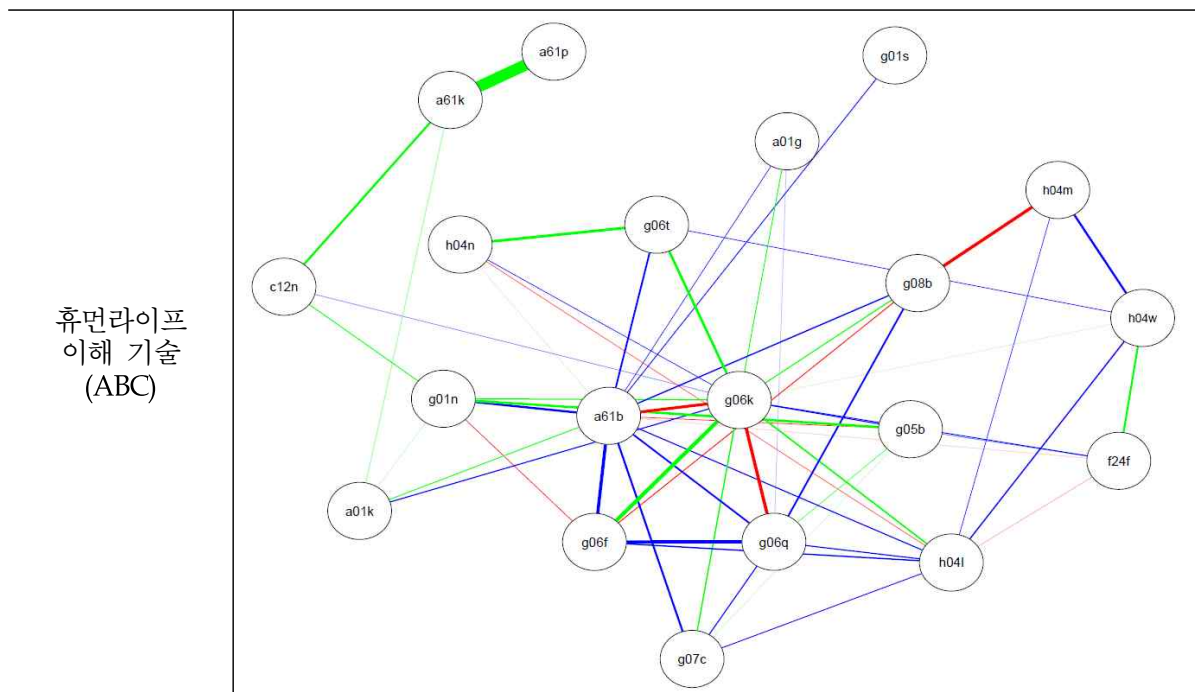 휴먼라이프
이해 기술
(ABC)
a61p
g01s
a61k
a01g
h04m
g06t
h04n
g08b
c12n
h04w
g01n
g06k
a61b
g05b
f24f
a01k
g06f
g06q
h04l
g07c